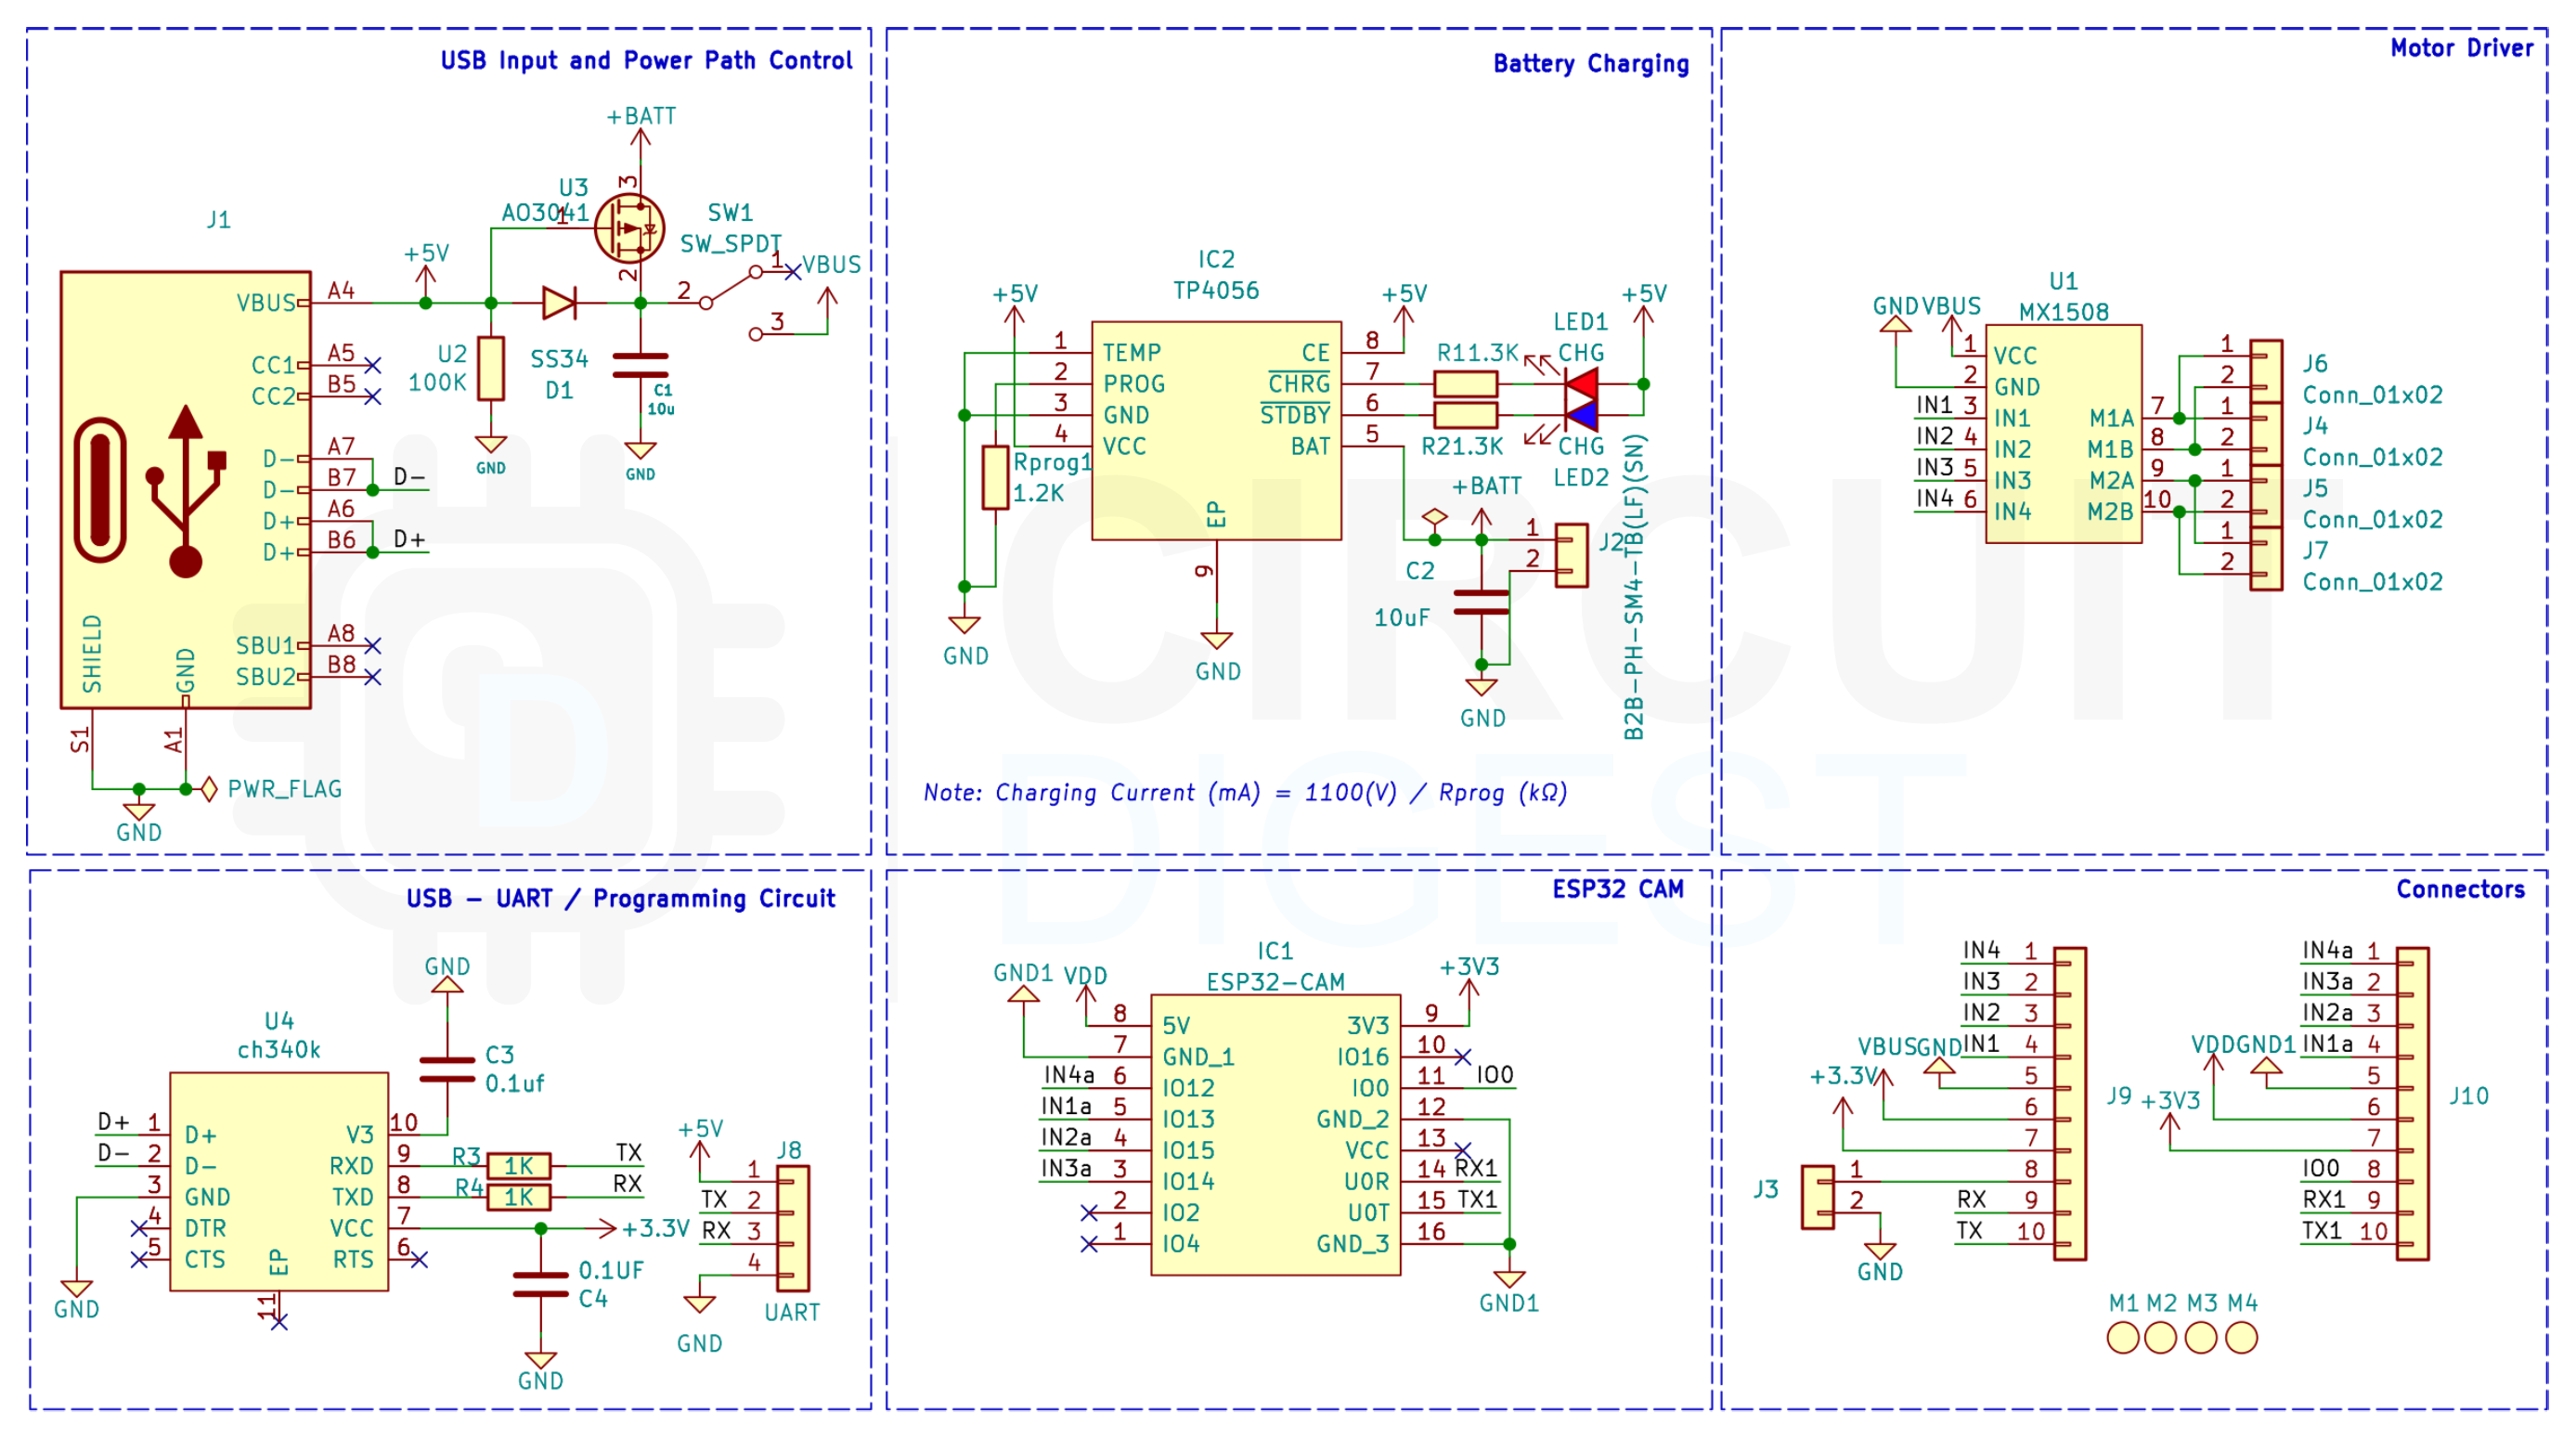 USB Input and Power Path Control
+BATT
U3
AO3041
1
3
2
SW1
SW_SPDT
1
2
3
VBUS
J1
+5V
VBUS A4
CC1 A5
CC2 B5
D- A7
D- B7 D-
D+ A6
D+ B6 D+
SBU1 A8
SBU2 B8
SHIELD
GND
S1
A1
U2
100K
GND
SS34
D1
C1
10u
GND
PWR_FLAG
GND
Battery Charging
IC2
TP4056
+5V
+5V
+5V
1 TEMP
2 PROG
3 GND
4 VCC
CE 8
CHRG 7
STDBY 6
BAT 5
EP
9
GND
Rprog1
1.2K
GND
R11.3K
R21.3K
LED1
CHG
CHG
LED2
+BATT
1
2
J2
B2B-PH-SM4-TB(LF)(SN)
C2
10uF
GND
Note: Charging Current (mA) = 1100(V) / Rprog (kΩ)
Motor Driver
U1
MX1508
GND VBUS
1 VCC
2 GND
IN1 3 IN1
IN2 4 IN2
IN3 5 IN3
IN4 6 IN4
M1A 7
M1B 8
M2A 9
M2B 10
1
2
1
2
1
2
1
2
J6
Conn_01x02
J4
Conn_01x02
J5
Conn_01x02
J7
Conn_01x02
CD
CIRCUIT
DIGEST
USB - UART / Programming Circuit
GND
C3
0.1uf
U4
ch340k
D+ 1 D+
D- 2 D-
3 GND
4 DTR
5 CTS
V3 10
RXD 9
TXD 8
VCC 7
RTS 6
EP
11
GND
R3 1K TX
R4 1K RX
+3.3V
0.1UF
C4
GND
+5V
J8
1
TX 2
RX 3
4
UART
GND
ESP32 CAM
IC1
ESP32-CAM
GND1 VDD
+3V3
8 5V
7 GND_1
IN4a 6 IO12
IN1a 5 IO13
IN2a 4 IO15
IN3a 3 IO14
2 IO2
1 IO4
3V3 9
IO16 10
IO0 11 IO0
GND_2 12
VCC 13
U0R 14 RX1
U0T 15 TX1
GND_3 16
GND1
Connectors
IN4 1
IN3 2
IN2 3
IN1 4
VBUS GND
5
+3.3V
6
7
8
RX 9
TX 10
J9
J3
1
2
GND
IN4a 1
IN3a 2
IN2a 3
IN1a 4
VDD GND1
5
+3V3
6
7
IO0 8
RX1 9
TX1 10
J10
M1 M2 M3 M4